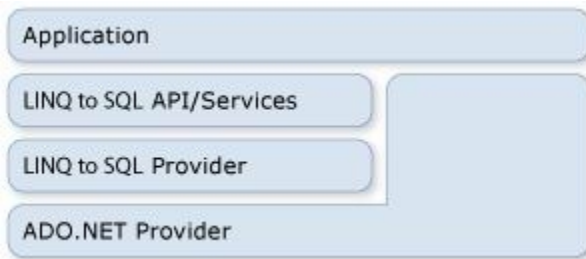 Application
LINQ to SQL API/Services
LINQ to SQL Provider
ADO.NET Provider